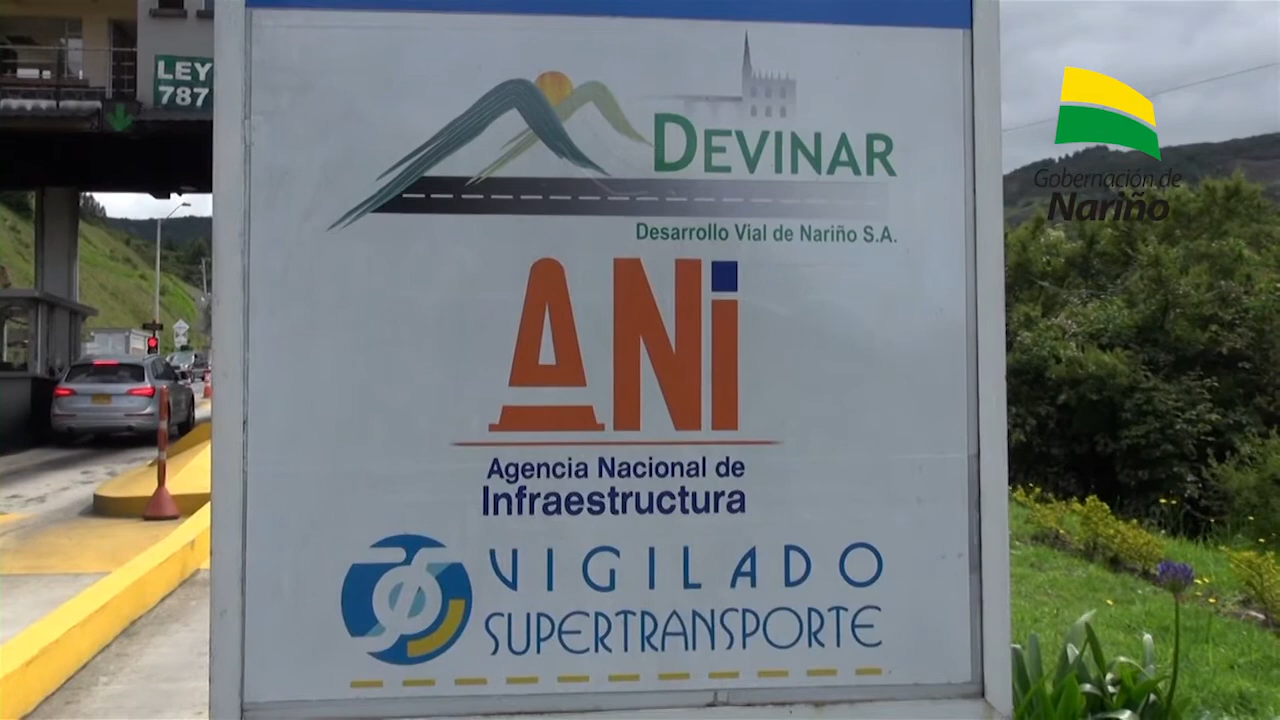 LEY
787
DEVINAR
Desarrollo Vial de Nariño S.A.
ANi
Agencia Nacional de
Infraestructura
VIGILADO
SUPERTRANSPORTE
Gobernación de
Nariño